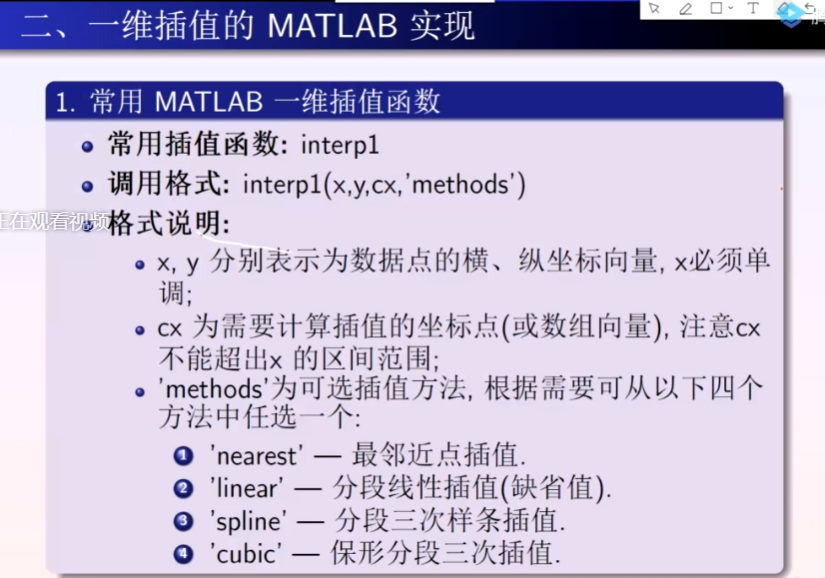 二、一维插值的 MATLAB 实现
1. 常用 MATLAB 一维插值函数
常用插值函数: interp1
调用格式: interp1(x,y,cx,'methods')
正在观看视频
格式说明:
x, y 分别表示为数据点的横、纵坐标向量, x必须单
调;
cx 为需要计算插值的坐标点(或数组向量), 注意cx
不能超出x 的区间范围;
'methods'为可选插值方法, 根据需要可从以下四个
方法中任选一个:
1 'nearest' — 最邻近点插值.
2 'linear' — 分段线性插值(缺省值).
3 'spline' — 分段三次样条插值.
4 'cubic' — 保形分段三次插值.